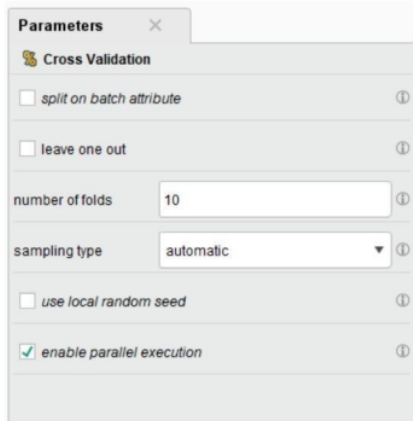 Parameters
Cross Validation
split on batch attribute
leave one out
number of folds 10
sampling type automatic
use local random seed
enable parallel execution